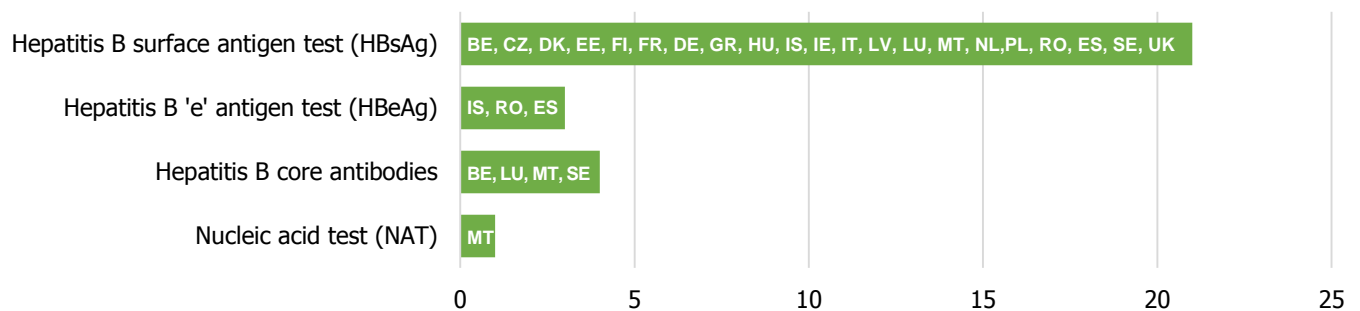 Hepatitis B surface antigen test (HBsAg)
BE, CZ, DK, EE, FI, FR, DE, GR, HU, IS, IE, IT, LV, LU, MT, NL,PL, RO, ES, SE, UK
Hepatitis B 'e' antigen test (HBeAg)
IS, RO, ES
Hepatitis B core antibodies
BE, LU, MT, SE
Nucleic acid test (NAT)
MT
0 5 10 15 20 25